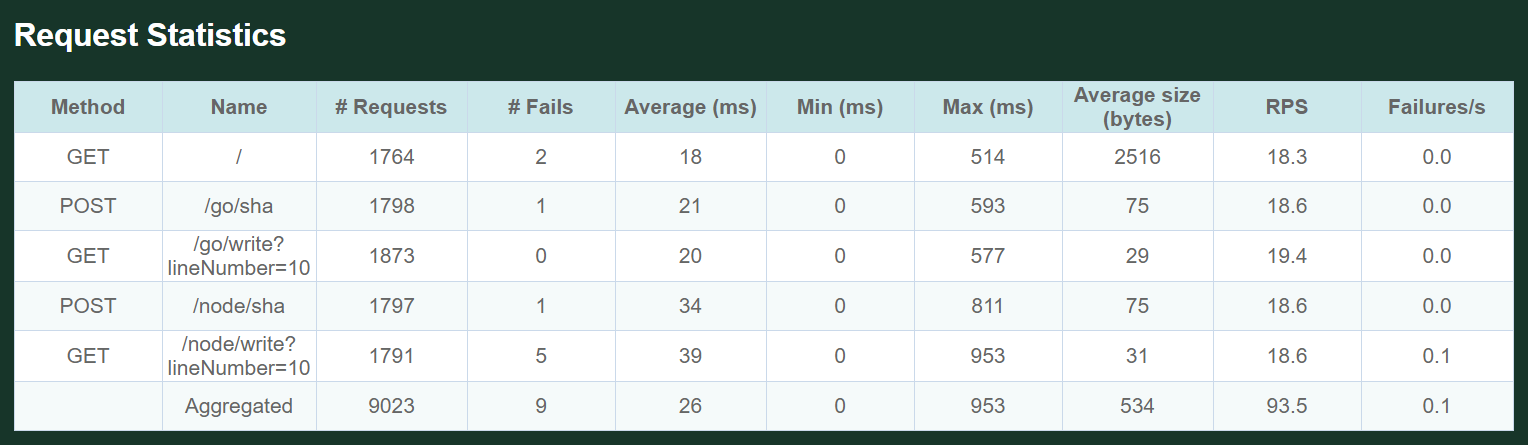 Request Statistics
Method Name # Requests # Fails Average (ms) Min (ms) Max (ms) Average size (bytes) RPS Failures/s
GET / 1764 2 18 0 514 2516 18.3 0.0
POST /go/sha 1798 1 21 0 593 75 18.6 0.0
GET /go/write?lineNumber=10 1873 0 20 0 577 29 19.4 0.0
POST /node/sha 1797 1 34 0 811 75 18.6 0.0
GET /node/write?lineNumber=10 1791 5 39 0 953 31 18.6 0.1
Aggregated 9023 9 26 0 953 534 93.5 0.1